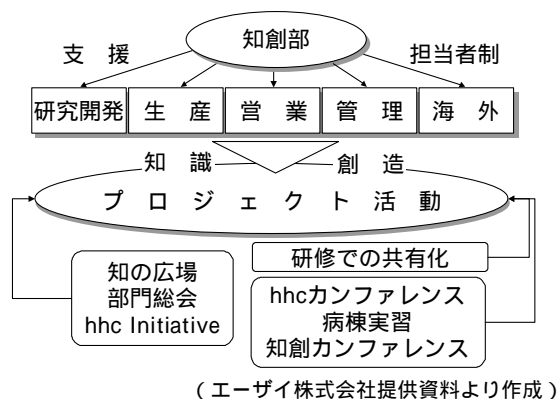 知創部
支 援
担当者制
研究開発 生 産 営 業 管 理 海 外
知 識 創 造
プ ロ ジ ェ ク ト 活 動
知の広場
部門総会
hhc Initiative
研修での共有化
hhcカンファレンス
病棟実習
知創カンファレンス
(エーザイ株式会社提供資料より作成)